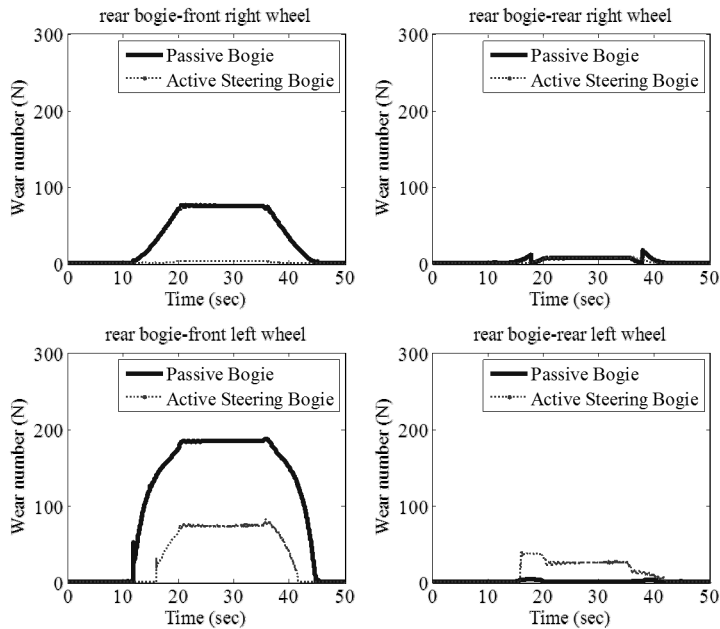 rear bogie-front right wheel
300
200
100
0
Wear number (N)
Passive Bogie
Active Steering Bogie
0 10 20 30 40 50
Time (sec)
rear bogie-rear right wheel
300
200
100
0
Wear number (N)
Passive Bogie
Active Steering Bogie
0 10 20 30 40 50
Time (sec)
rear bogie-front left wheel
300
200
100
0
Wear number (N)
Passive Bogie
Active Steering Bogie
0 10 20 30 40 50
Time (sec)
rear bogie-rear left wheel
300
200
100
0
Wear number (N)
Passive Bogie
Active Steering Bogie
0 10 20 30 40 50
Time (sec)